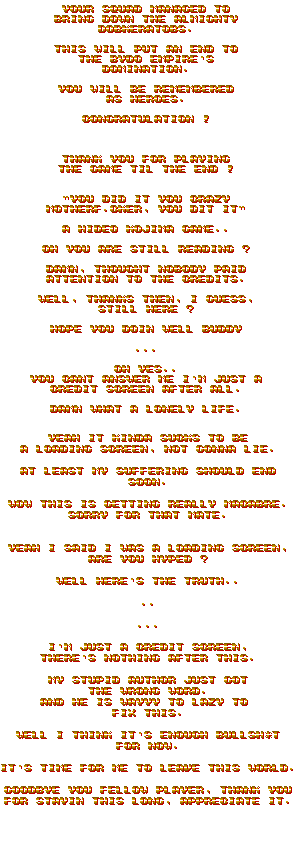 YOUR SQUAD MANAGED TO
BRING DOWN THE ALMIGHTY
DOBMERATOBS.
THIS WILL PUT AN END TO
THE BYDO EMPIRE'S
DOMINATION.
YOU WILL BE REMEMBERED
AS HEROES.
CONGRATULATION ?
THANK YOU FOR PLAYING
THE GAME TIL THE END ?
"YOU DID IT YOU CRAZY
MOTHERF.CKER, YOU DIT IT"
A HIDEO KOJIMA GAME..
OH YOU ARE STILL READING ?
DAMN, THOUGHT NOBODY PAID
ATTENTION TO THE CREDITS.
WELL, THANKS THEN, I GUESS,
STILL HERE ?
HOPE YOU DOIN WELL BUDDY
...
OH YES..
YOU CANT ANSWER ME I'M JUST A
CREDIT SCREEN AFTER ALL.
DAMN WHAT A LONELY LIFE.
YEAH IT KINDA SUCKS TO BE
A LOADING SCREEN, NOT GONNA LIE.
AT LEAST MY SUFFERING SHOULD END
SOON.
WOW THIS IS GETTING REALLY MACABRE.
SORRY FOR THAT MATE.
YEAH I SAID I WAS A LOADING SCREEN,
ARE YOU HYPED ?
WELL HERE'S THE TRUTH..
..
...
I'M JUST A CREDIT SCREEN,
THERE'S NOTHING AFTER THIS.
MY STUPID AUTHOR JUST GOT
THE WRONG WORD.
AND HE IS WAYYY TO LAZY TO
FIX THIS.
WELL I THINK IT'S ENOUGH BULLSH*T
FOR NOW.
IT'S TIME FOR ME TO LEAVE THIS WORLD.
GOODBYE YOU FELLOW PLAYER, THANK YOU
FOR STAYIN THIS LONG, APPRECIATE IT.